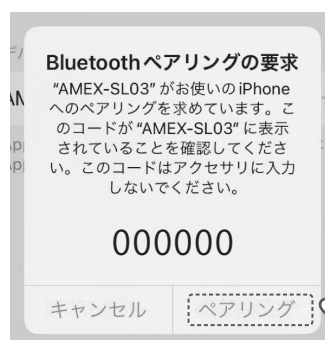 デバ
Bluetoothペアリングの要求
"AMEX-SL03" がお使いのiPhone
へのペアリングを求めています。こ
のコードが "AMEX-SL03" に表示
されていることを確認してくださ
い。このコードはアクセサリに入力
しないでください。
000000
キャンセル
ペアリング